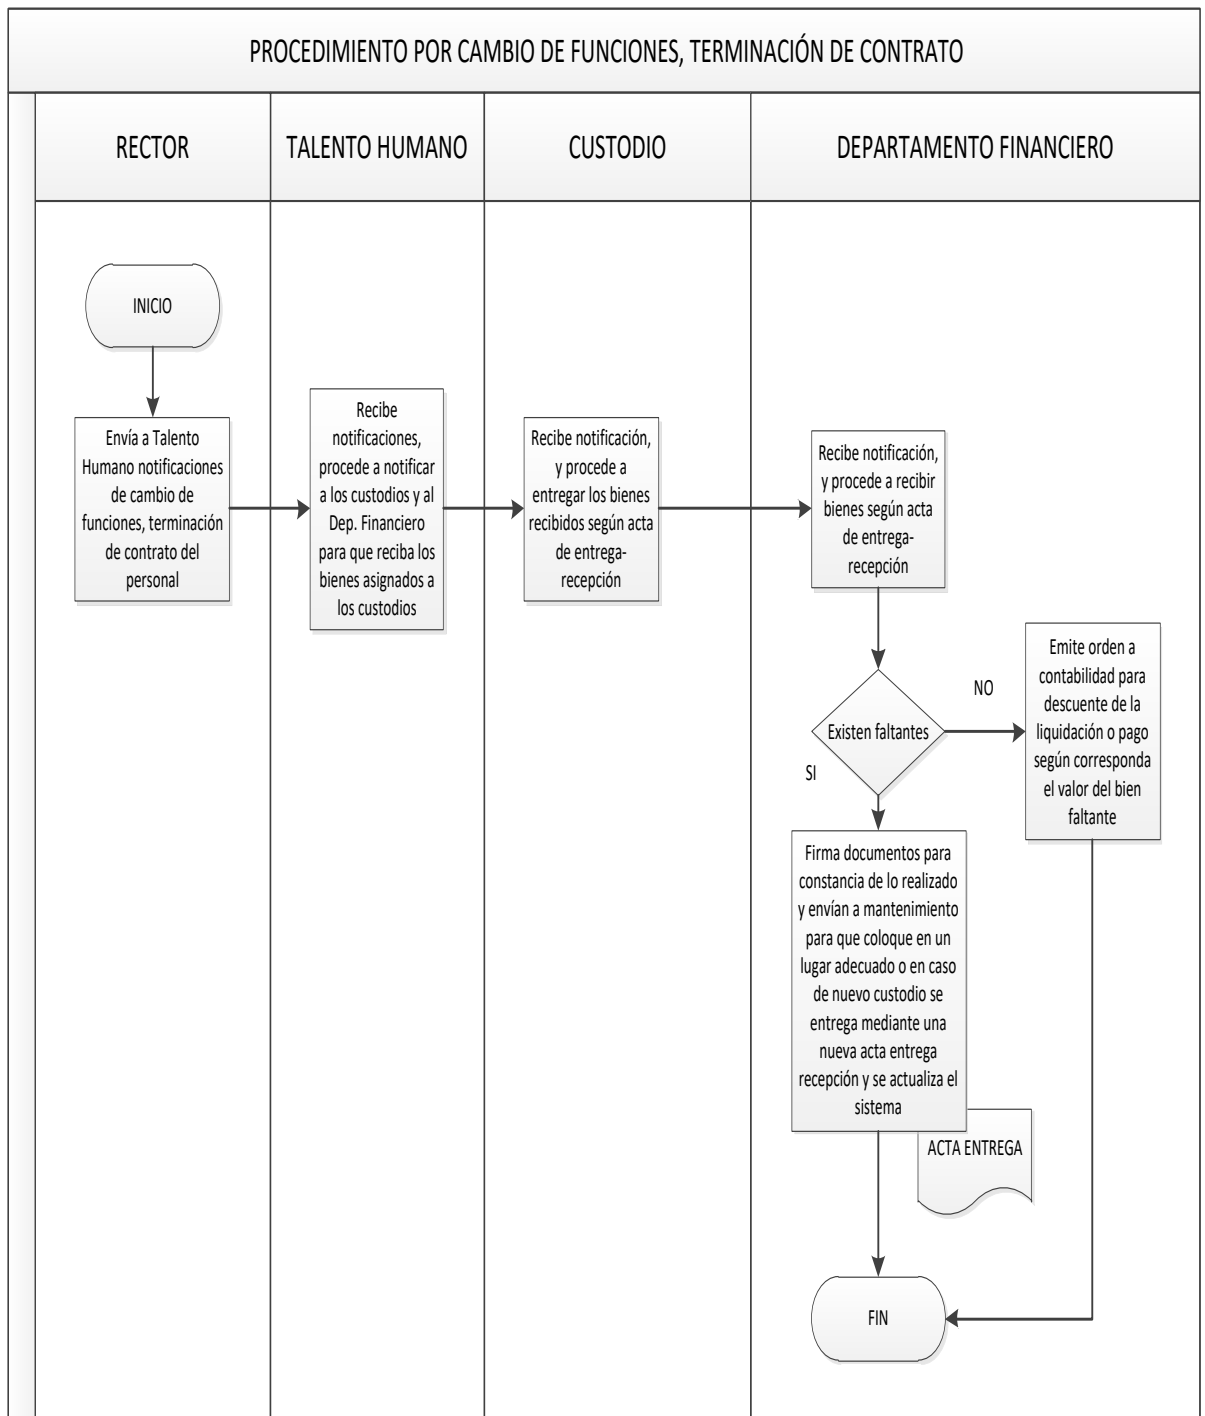 PROCEDIMIENTO POR CAMBIO DE FUNCIONES, TERMINACIÓN DE CONTRATO
RECTOR
TALENTO HUMANO
CUSTODIO
DEPARTAMENTO FINANCIERO
INICIO
Envía a Talento
Humano notificaciones
de cambio de
funciones, terminación
de contrato del
personal
Recibe
notificaciones,
procede a notificar
a los custodios y al
Dep. Financiero
para que reciba los
bienes asignados a
los custodios
Recibe notificación,
y procede a
entregar los bienes
recibidos según acta
de entrega-
recepción
Recibe notificación,
y procede a recibir
bienes según acta
de entrega-
recepción
Existen faltantes
NO
SI
Emite orden a
contabilidad para
descuente de la
liquidación o pago
según corresponda
el valor del bien
faltante
Firma documentos para
constancia de lo realizado
y envían a mantenimiento
para que coloque en un
lugar adecuado o en caso
de nuevo custodio se
entrega mediante una
nueva acta entrega
recepción y se actualiza el
sistema
ACTA ENTREGA
FIN